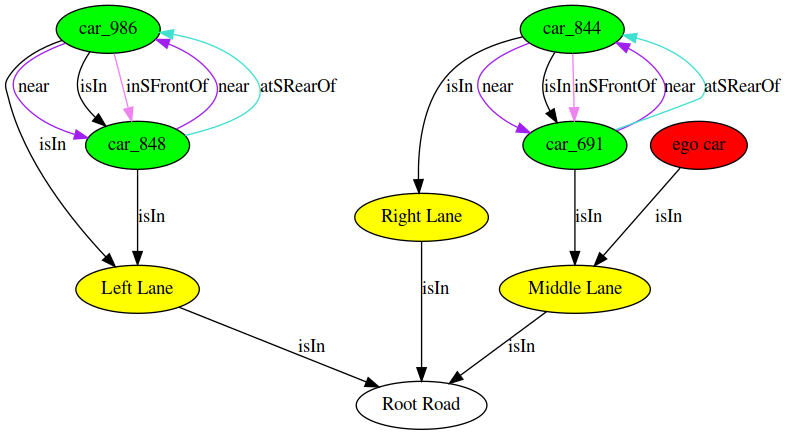 car_986
car_844
near
isIn
inSFrontOf
near
atSRearOf
isIn
near
isIn
inSFrontOf
near
atSRearOf
isIn
car_848
car_691
ego car
isIn
Right Lane
isIn
isIn
Left Lane
isIn
Middle Lane
isIn
isIn
Root Road